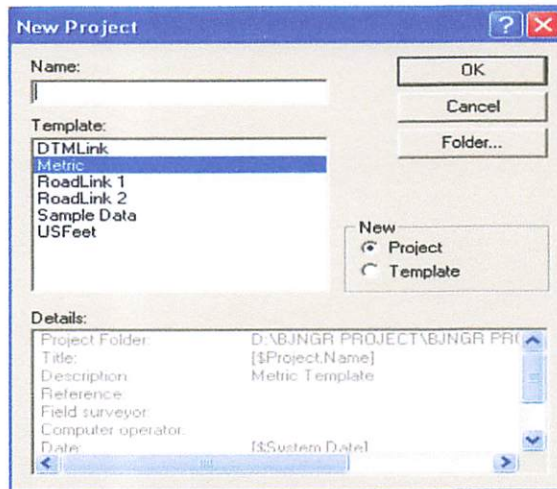 New Project
Name:
OK
Cancel
Template:
Folder...
DTMLink
Metric
RoadLink 1
RoadLink 2
Sample Data
USFeet
New
Project
Template
Details:
Project Folder: D:\BJNGR PROJECT\BJNGR PR
Title: [$Project.Name]
Description Metric Template
Reference
Field surveyor:
Computer operator:
Date: [$System.Date]